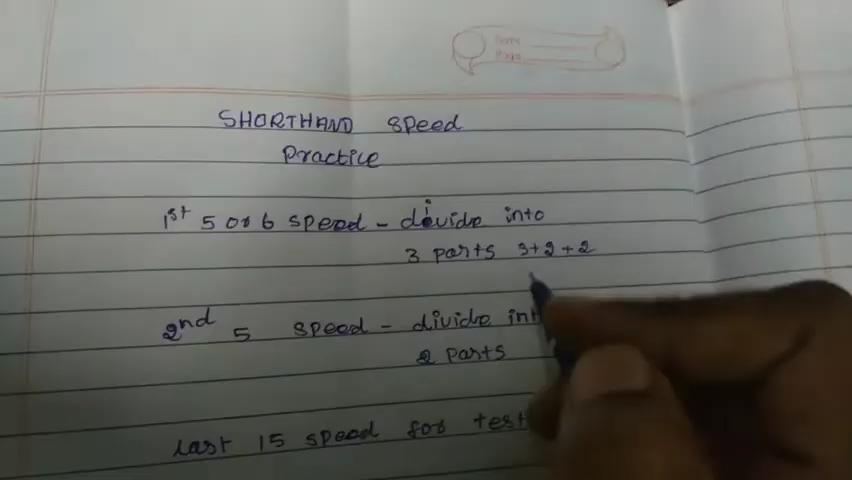 SHORTHAND speed
Practice
1st 5 or 6 speed - divide into
3 parts 3+2+2
2nd 5 speed - divide
2 parts
Last 15 speed for test